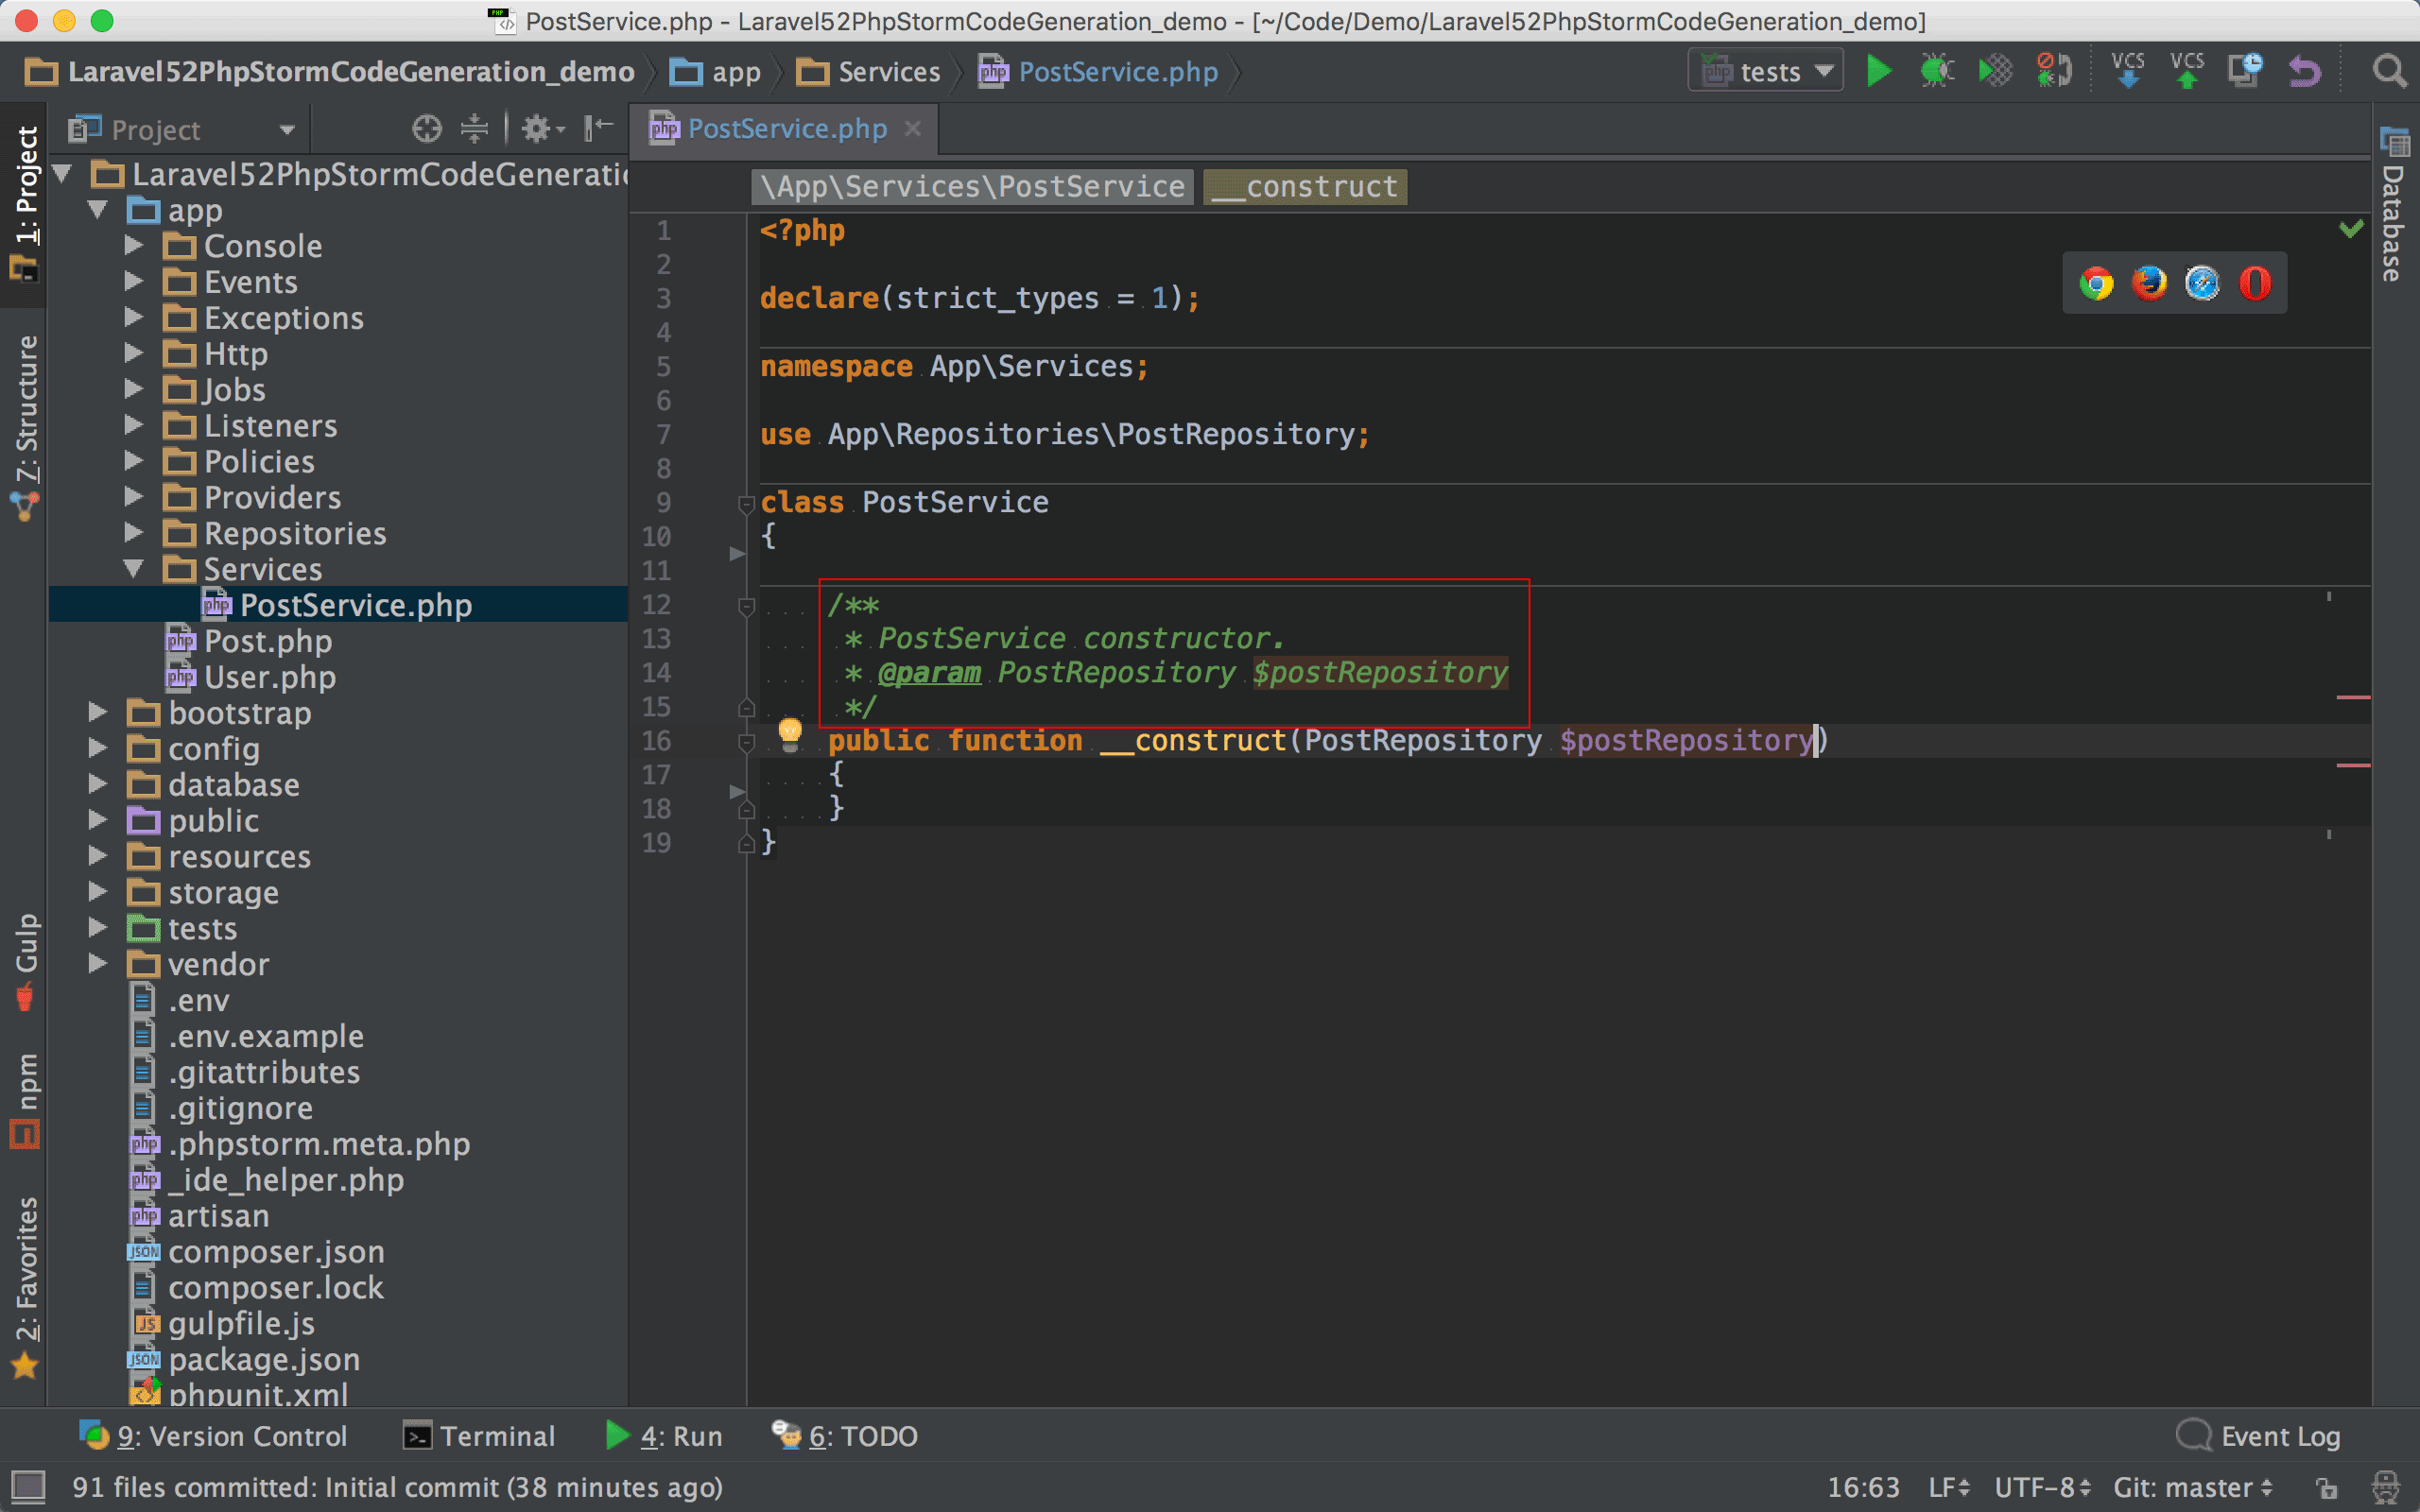 PostService.php - Laravel52PhpStormCodeGeneration_demo - [~/Code/Demo/Laravel52PhpStormCodeGeneration_demo]
Laravel52PhpStormCodeGeneration_demo app Services PostService.php tests VCS VCS
1: Project
7: Structure
Gulp
npm
2: Favorites
Project
Laravel52PhpStormCodeGeneratio
app
Console
Events
Exceptions
Http
Jobs
Listeners
Policies
Providers
Repositories
Services
PostService.php
Post.php
User.php
bootstrap
config
database
public
resources
storage
tests
vendor
.env
.env.example
.gitattributes
.gitignore
.phpstorm.meta.php
_ide_helper.php
artisan
composer.json
composer.lock
gulpfile.js
package.json
phpunit.xml
PostService.php
\App\Services\PostService __construct
1 <?php
2
3 declare(strict_types = 1);
4
5 namespace App\Services;
6
7 use App\Repositories\PostRepository;
8
9 class PostService
10 {
11
12 /**
13 * PostService constructor.
14 * @param PostRepository $postRepository
15 */
16 public function __construct(PostRepository $postRepository)
17 {
18 }
19 }
Database
9: Version Control Terminal 4: Run 6: TODO Event Log
91 files committed: Initial commit (38 minutes ago) 16:63 LF UTF-8 Git: master